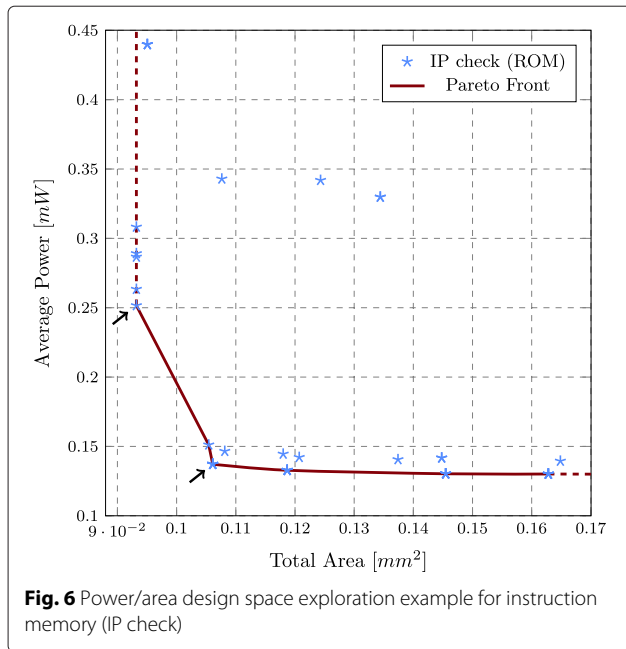 0.45
0.4
0.35
0.3
0.25
0.2
0.15
0.1
Average Power [mW]
IP check (ROM)
Pareto Front
9·10⁻² 0.1 0.11 0.12 0.13 0.14 0.15 0.16 0.17
Total Area [mm²]
Fig. 6 Power/area design space exploration example for instruction
memory (IP check)